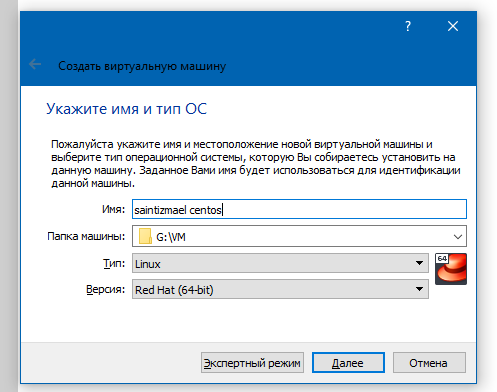 ?
Создать виртуальную машину
Укажите имя и тип ОС
Пожалуйста укажите имя и местоположение новой виртуальной машины и
выберите тип операционной системы, которую Вы собираетесь установить на
данную машину. Заданное Вами имя будет использоваться для идентификации
данной машины.
Имя: saintizmael centos
Папка машины: G:\VM
Тип: Linux 64
Версия: Red Hat (64-bit)
Экспертный режим Далее Отмена